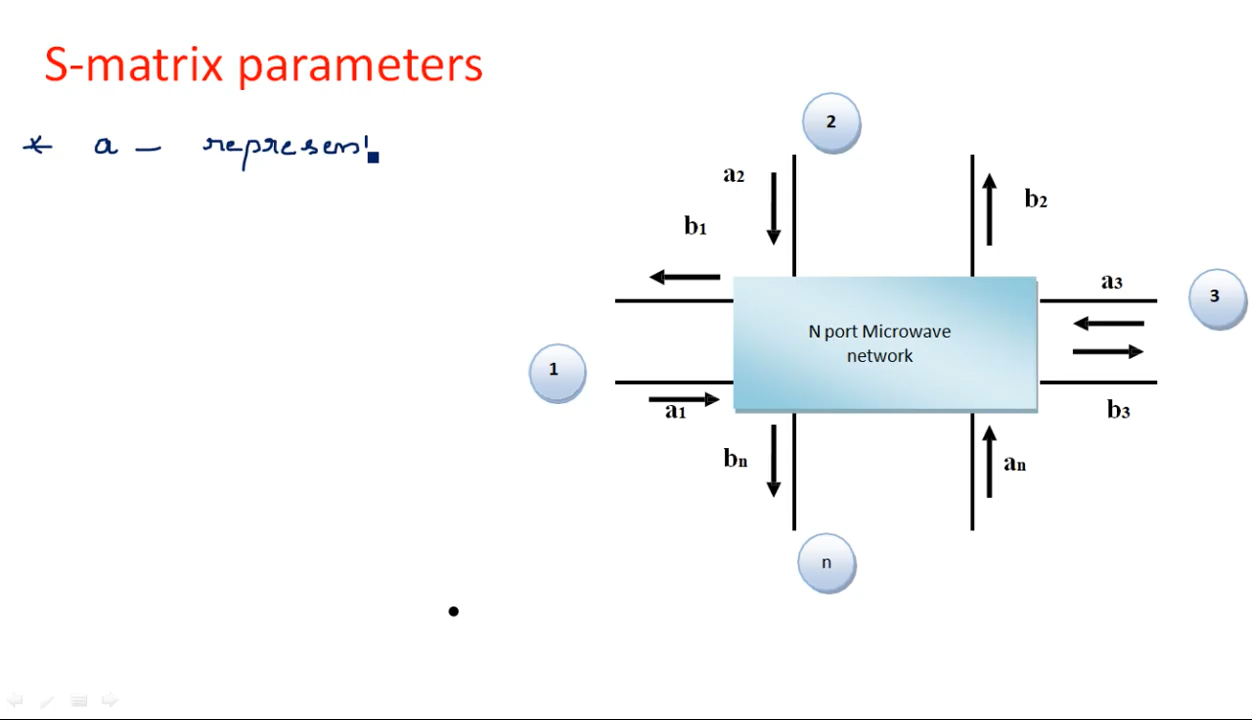 S-matrix parameters
* a – represent
2
a2
b2
b1
a3
3
N port Microwave
network
1
a1
b3
bn
an
n